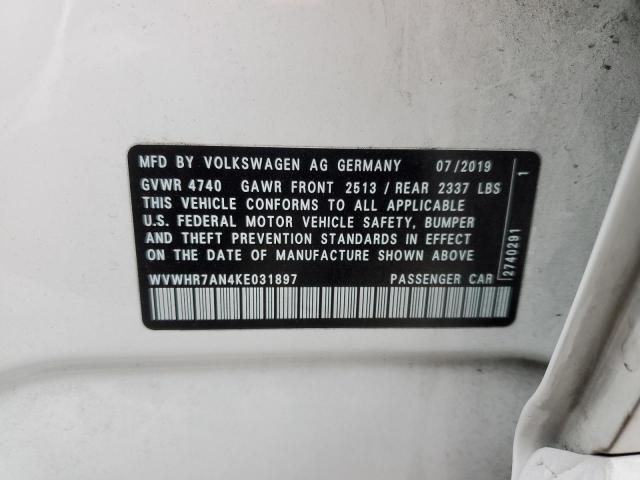 MFD BY VOLKSWAGEN AG GERMANY 07/2019
GVWR 4740 GAWR FRONT 2513 / REAR 2337 LBS
THIS VEHICLE CONFORMS TO ALL APPLICABLE
U.S. FEDERAL MOTOR VEHICLE SAFETY, BUMPER
AND THEFT PREVENTION STANDARDS IN EFFECT
ON THE DATE OF MANUFACTURE SHOWN ABOVE
WVWHR7AN4KE031897 PASSENGER CAR
2740291 1